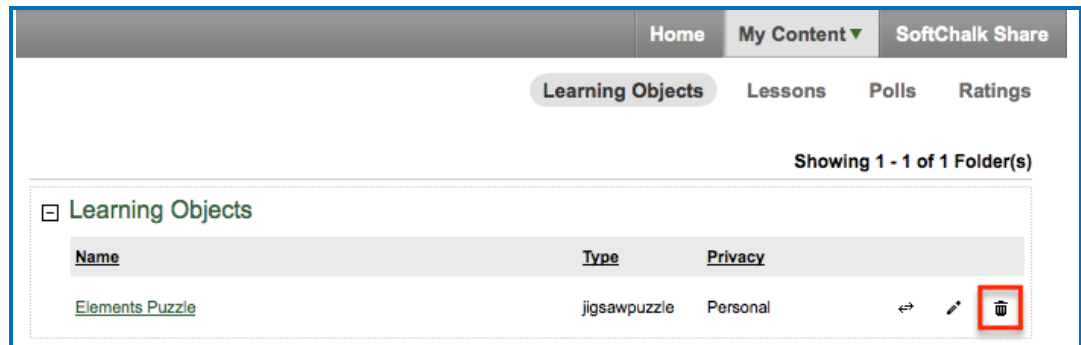 Home My Content SoftChalk Share
Learning Objects Lessons Polls Ratings
Showing 1 - 1 of 1 Folder(s)
Learning Objects
Name Type Privacy
Elements Puzzle jigsawpuzzle Personal